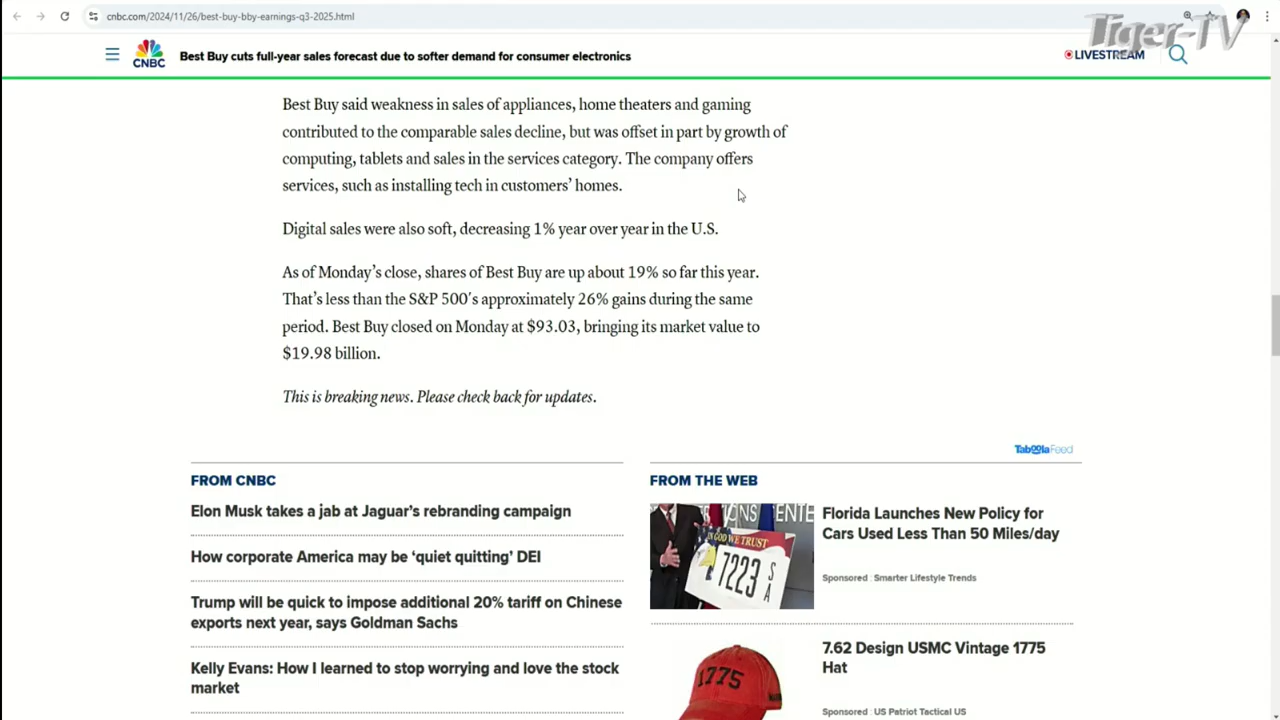 cnbc.com/2024/11/26/best-buy-bby-earnings-q3-2025.html
Tiger-TV
CNBC
Best Buy cuts full-year sales forecast due to softer demand for consumer electronics
LIVESTREAM
Best Buy said weakness in sales of appliances, home theaters and gaming
contributed to the comparable sales decline, but was offset in part by growth of
computing, tablets and sales in the services category. The company offers
services, such as installing tech in customers’ homes.
Digital sales were also soft, decreasing 1% year over year in the U.S.
As of Monday’s close, shares of Best Buy are up about 19% so far this year.
That’s less than the S&P 500’s approximately 26% gains during the same
period. Best Buy closed on Monday at $93.03, bringing its market value to
$19.98 billion.
This is breaking news. Please check back for updates.
Taboola Feed
FROM CNBC
Elon Musk takes a jab at Jaguar’s rebranding campaign
How corporate America may be ‘quiet quitting’ DEI
Trump will be quick to impose additional 20% tariff on Chinese
exports next year, says Goldman Sachs
Kelly Evans: How I learned to stop worrying and love the stock
market
FROM THE WEB
IN GOD WE TRUST
7223 S A
Florida Launches New Policy for
Cars Used Less Than 50 Miles/day
Sponsored : Smarter Lifestyle Trends
1775
7.62 Design USMC Vintage 1775
Hat
Sponsored : US Patriot Tactical US